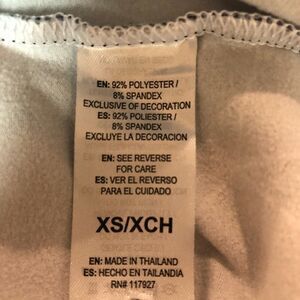 EN: 92% POLYESTER /
8% SPANDEX
EXCLUSIVE OF DECORATION
ES: 92% POLIESTER /
8% SPANDEX
EXCLUYE LA DECORACION
EN: SEE REVERSE
FOR CARE
ES: VER EL REVERSO
PARA EL CUIDADO
XS/XCH
EN: MADE IN THAILAND
ES: HECHO EN TAILANDIA
RN# 117927